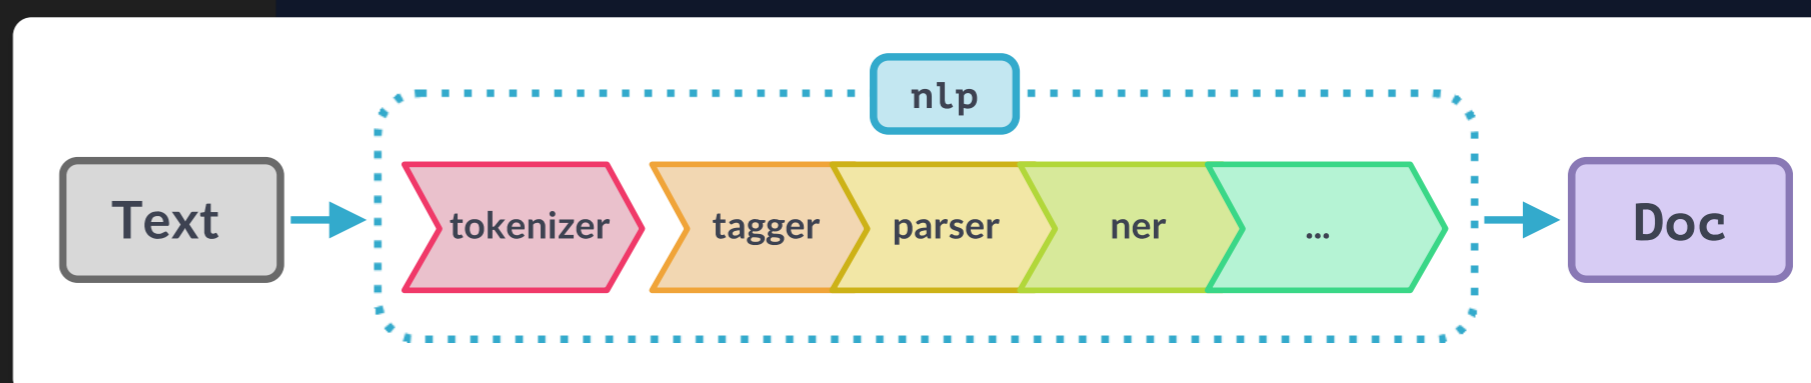 nlp
Text
tokenizer
tagger
parser
ner
...
Doc